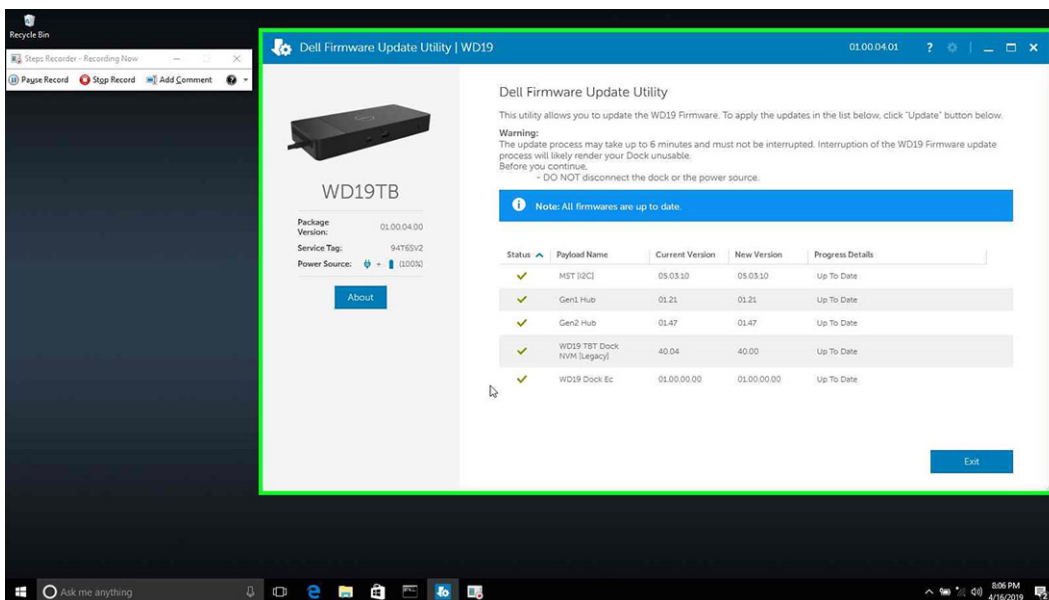 Recycle Bin
Steps Recorder - Recording Now
Pause Record Stop Record Add Comment
Dell Firmware Update Utility | WD19 01.00.04.01 ?
WD19TB
Package Version: 01.00.04.00
Service Tag: 94T6SV2
Power Source: + (100%)
About
Dell Firmware Update Utility
This utility allows you to update the WD19 Firmware. To apply the updates in the list below, click "Update" button below.
Warning:
The update process may take up to 6 minutes and must not be interrupted. Interruption of the WD19 Firmware update
process will likely render your Dock unusable.
Before you continue,
- DO NOT disconnect the dock or the power source.
Note: All firmwares are up to date.
Status Payload Name Current Version New Version Progress Details
MST [I2C] 05.03.10 05.03.10 Up To Date
Gen1 Hub 01.21 01.21 Up To Date
Gen2 Hub 01.47 01.47 Up To Date
WD19 TBT Dock
NVM [Legacy] 40.04 40.00 Up To Date
WD19 Dock Ec 01.00.00.00 01.00.00.00 Up To Date
Exit
Ask me anything
8:06 PM
4/16/2019